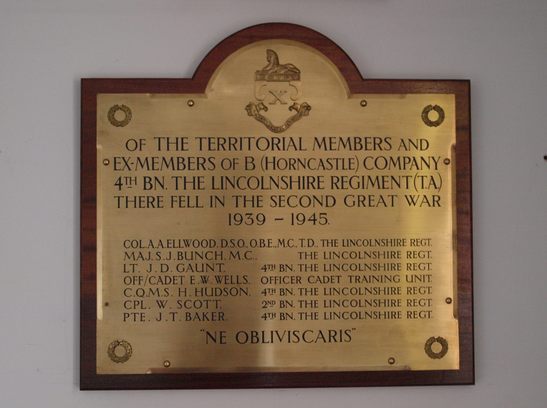 X
OF THE TERRITORIAL MEMBERS AND
EX-MEMBERS OF B (HORNCASTLE) COMPANY
4TH BN. THE LINCOLNSHIRE REGIMENT (TA)
THERE FELL IN THE SECOND GREAT WAR
1939 - 1945.
COL. A.A. ELLWOOD, D.S.O., O.B.E., M.C., T.D. THE LINCOLNSHIRE REGT.
MAJ. S.J. BUNCH, M.C., THE LINCOLNSHIRE REGT.
LT. J.D. GAUNT, 4TH BN. THE LINCOLNSHIRE REGT.
OFF/CADET E.W. WELLS. OFFICER CADET TRAINING UNIT.
C.Q.M.S. H. HUDSON, 4TH BN. THE LINCOLNSHIRE REGT.
CPL. W. SCOTT, 2ND BN. THE LINCOLNSHIRE REGT.
PTE. J.T. BAKER. 4TH BN. THE LINCOLNSHIRE REGT.
"NE OBLIVISCARIS"